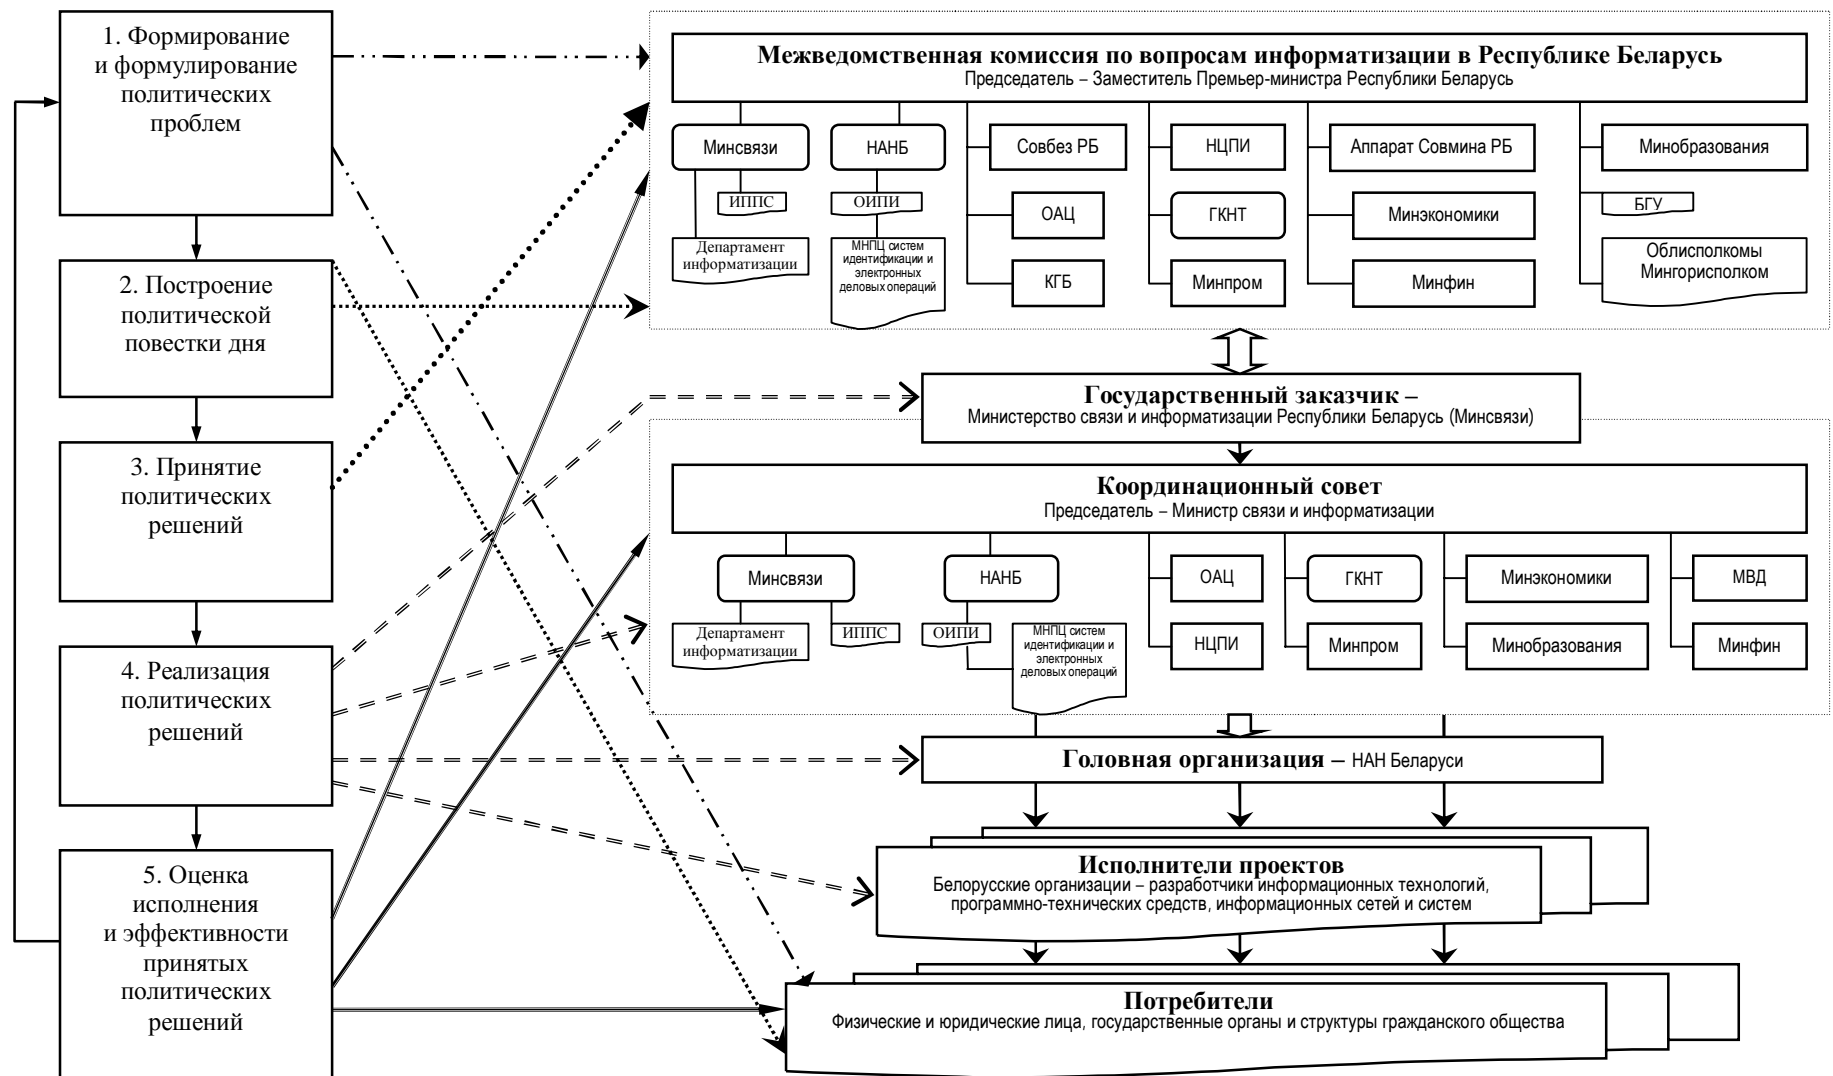 1. Формирование
и формулирование
политических
проблем
2. Построение
политической
повестки дня
3. Принятие
политических
решений
4. Реализация
политических
решений
5. Оценка
исполнения
и эффективности
принятых
политических
решений
Межведомственная комиссия по вопросам информатизации в Республике Беларусь
Председатель – Заместитель Премьер-министра Республики Беларусь
Минсвязи
ИППС
Департамент
информатизации
НАНБ
ОИПИ
МНПЦ систем
идентификации и
электронных
деловых операций
Совбез РБ
ОАЦ
КГБ
НЦПИ
ГКНТ
Минпром
Аппарат Совмина РБ
Минэкономики
Минфин
Минобразования
БГУ
Облисполкомы
Мингорисполком
Государственный заказчик –
Министерство связи и информатизации Республики Беларусь (Минсвязи)
Координационный совет
Председатель – Министр связи и информатизации
Минсвязи
Департамент
информатизации
ИППС
НАНБ
ОИПИ
МНПЦ систем
идентификации и
электронных
деловых операций
ОАЦ
НЦПИ
ГКНТ
Минпром
Минэкономики
Минобразования
МВД
Минфин
Головная организация – НАН Беларуси
Исполнители проектов
Белорусские организации – разработчики информационных технологий,
программно-технических средств, информационных сетей и систем
Потребители
Физические и юридические лица, государственные органы и структуры гражданского общества